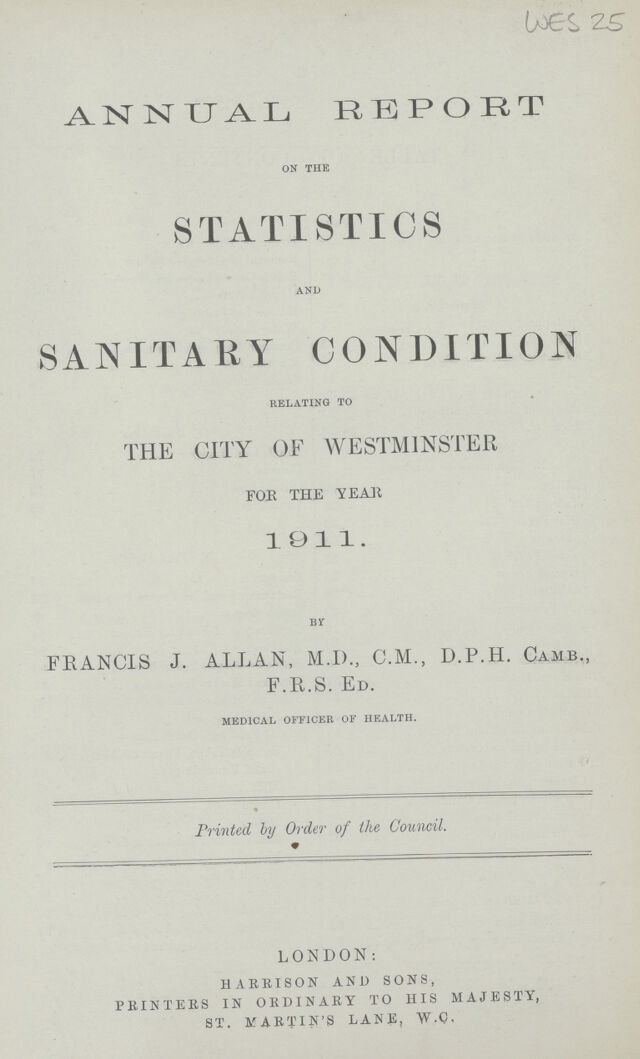 WES 25
ANNUAL REPORT
ON THE
STATISTICS
AND
SANITARY CONDITION
RELATING TO
THE CITY OF WESTMINSTER
FOR THE YEAR
1911.
BY
FRANCIS J. ALLAN, M.D., C.M., D.P.H. CAMB.,
F.R.S. ED.
MEDICAL OFFICER OF HEALTH.
Printed by Order of the Council.
LONDON:
HARRISON AND SONS,
PRINTERS IN ORDINARY TO HIS MAJESTY,
ST. MARTIN'S LANE, W.C.